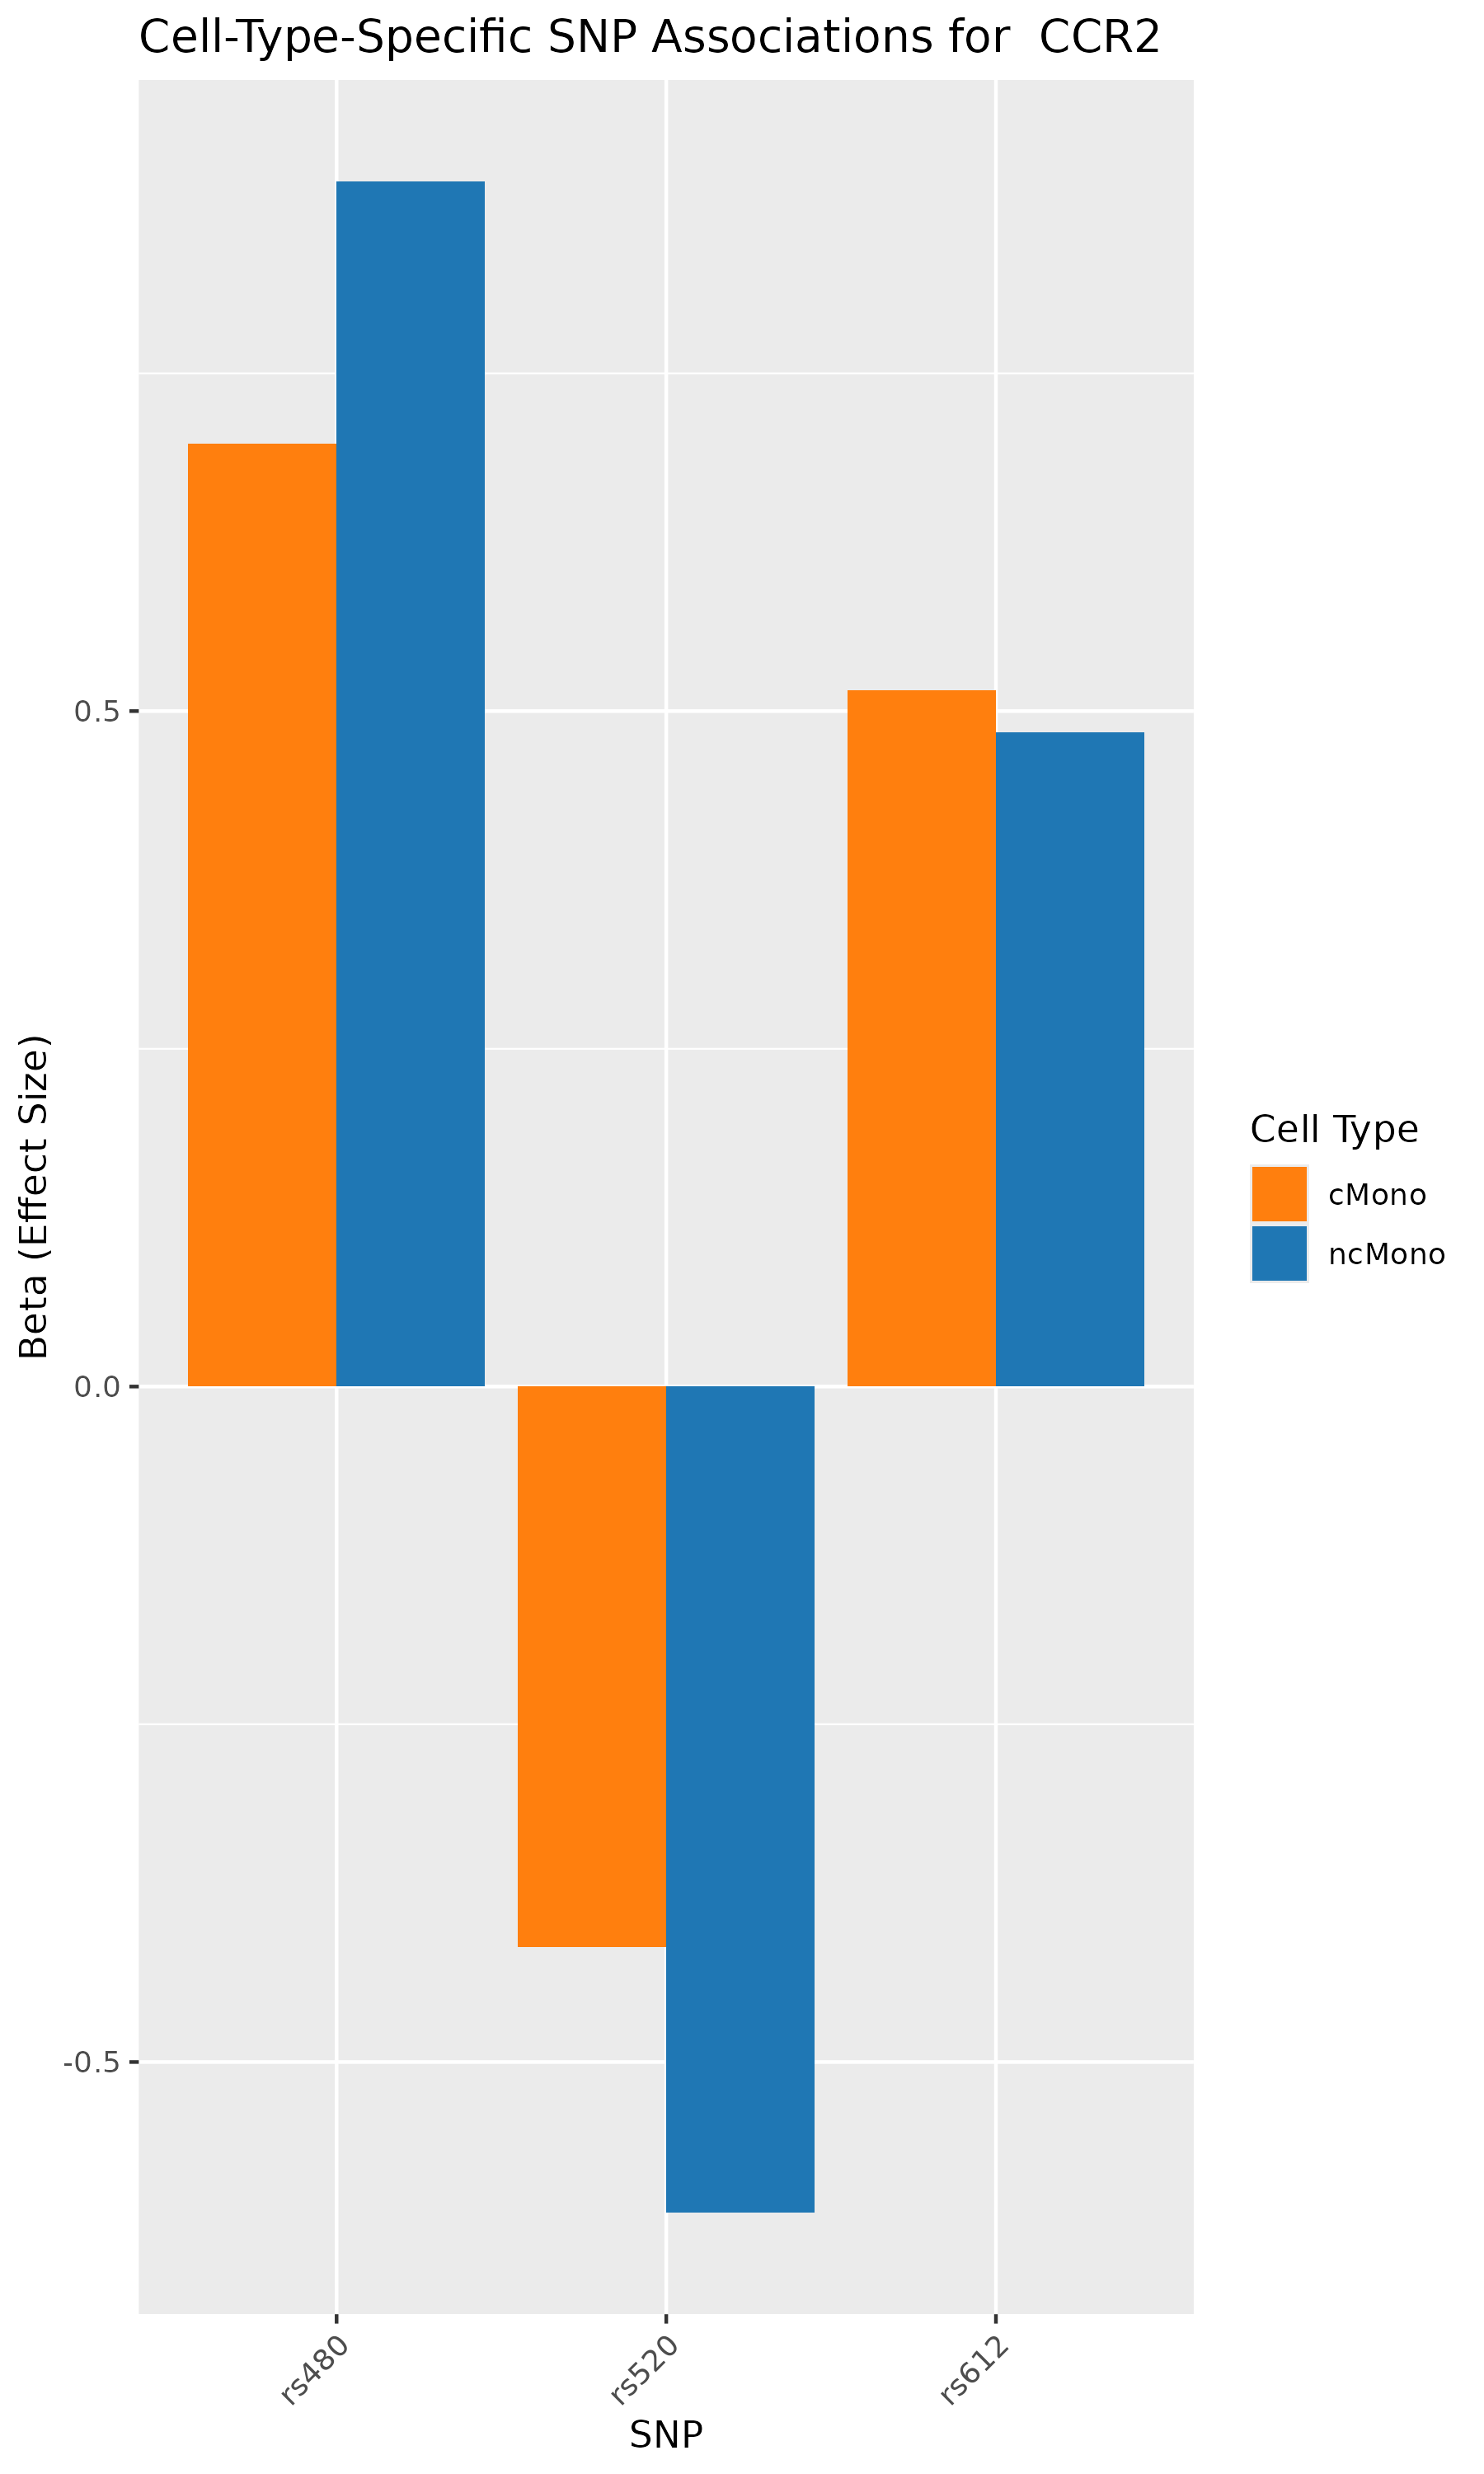 Cell-Type-Specific SNP Associations for  CCR2
Beta (Effect Size)
0.5
0.0
-0.5
rs480
rs520
rs612
SNP
Cell Type
cMono
ncMono